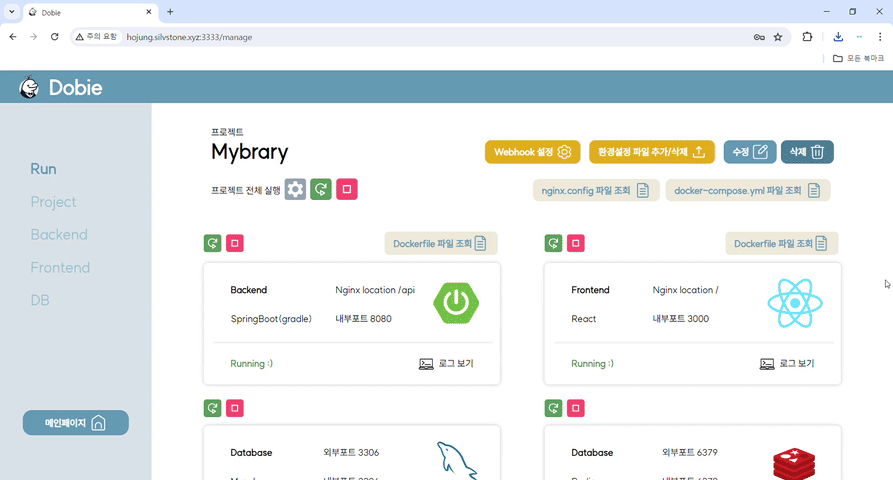 Dobie
주의 요함
hojung.silvstone.xyz:3333/manage
모든 북마크
Dobie
Run
Project
Backend
Frontend
DB
메인페이지
프로젝트
Mybrary
Webhook 설정
환경설정 파일 추가/삭제
수정
삭제
프로젝트 전체 실행
nginx.config 파일 조회
docker-compose.yml 파일 조회
Dockerfile 파일 조회
Backend
Nginx location /api
SpringBoot(gradle)
내부포트 8080
Running :)
로그 보기
Dockerfile 파일 조회
Frontend
Nginx location /
React
내부포트 3000
Running :)
로그 보기
Database
외부포트 3306
Database
외부포트 6379